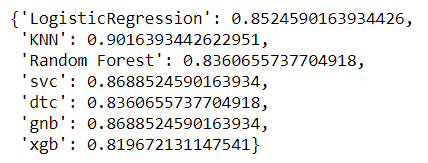 {'LogisticRegression': 0.8524590163934426,
'KNN': 0.9016393442622951,
'Random Forest': 0.8360655737704918,
'svc': 0.8688524590163934,
'dtc': 0.8360655737704918,
'gnb': 0.8688524590163934,
'xgb': 0.819672131147541}